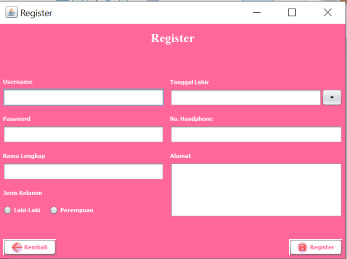 Register
Register
Username
Tanggal Lahir
Password
No. Handphone
Nama Lengkap
Alamat
Jenis Kelamin
Laki-Laki
Perempuan
Kembali
Register